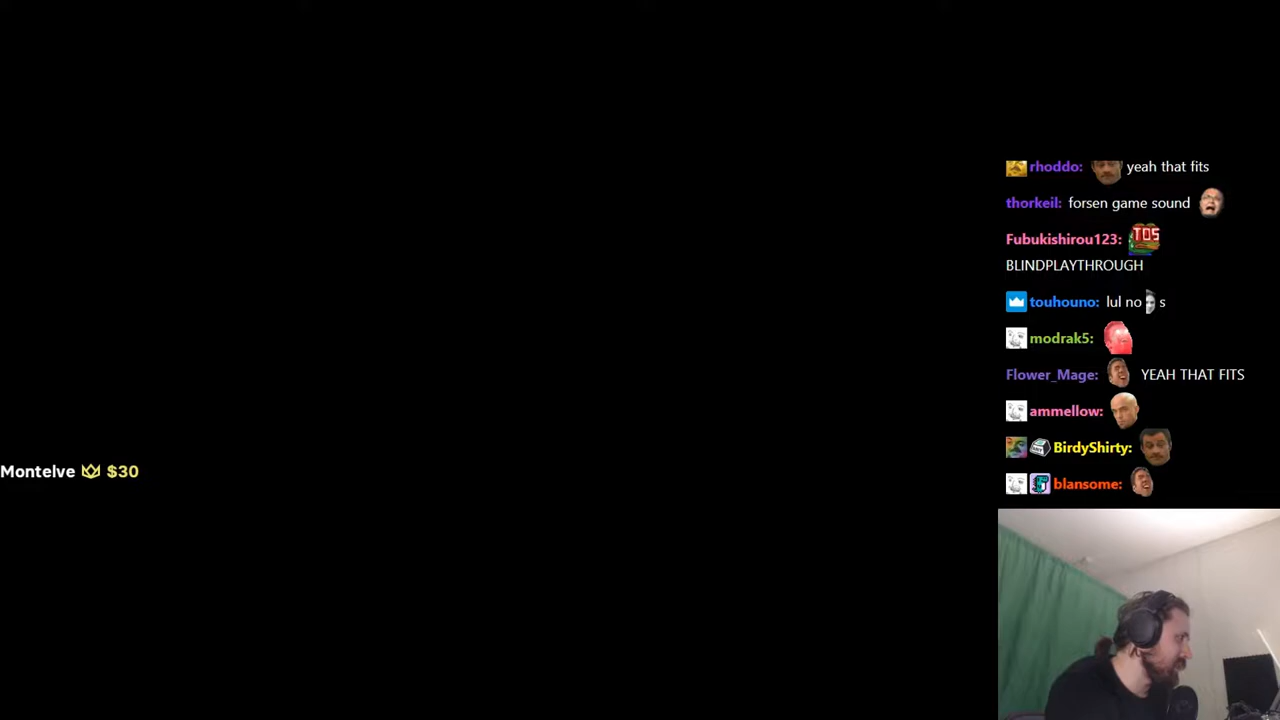 rhoddo: yeah that fits
thorkeil: forsen game sound
Fubukishirou123: TOS
BLINDPLAYTHROUGH
touhouno: lul no s
modrak5:
Flower_Mage: YEAH THAT FITS
ammellow:
BirdyShirty:
Montelve $30
blansome: